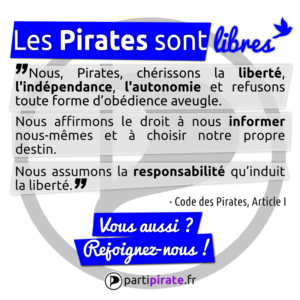 Les Pirates sont libres
"Nous, Pirates, chérissons la liberté,
l'indépendance, l'autonomie et refusons
toute forme d'obédience aveugle.
Nous affirmons le droit à nous informer
nous-mêmes et à choisir notre propre
destin.
Nous assumons la responsabilité qu'induit
la liberté."
- Code des Pirates, Article I
Vous aussi ?
Rejoignez-nous !
partipirate.fr